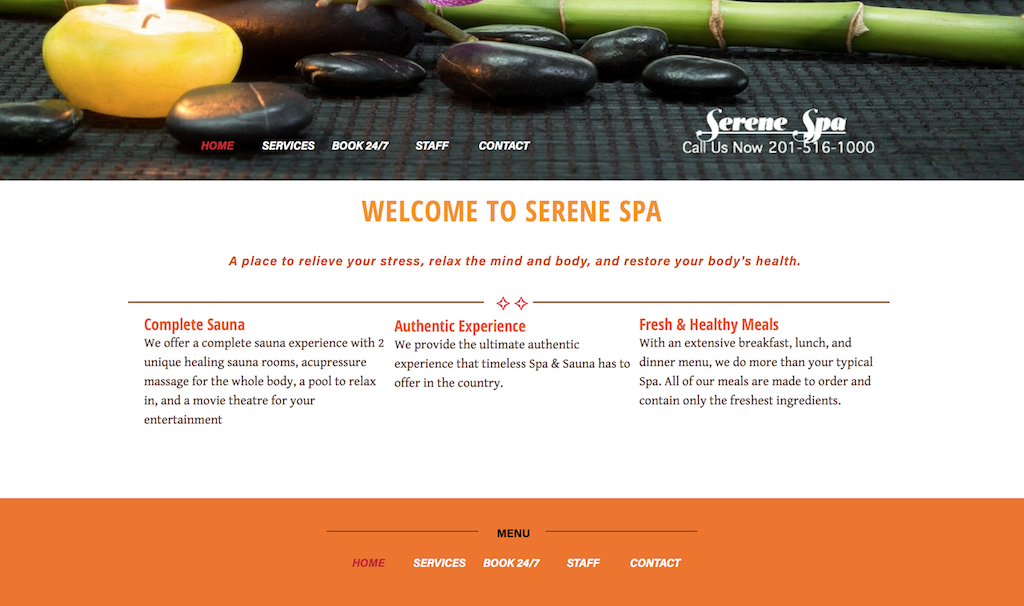 Serene Spa
HOME SERVICES BOOK 24/7 STAFF CONTACT
Call Us Now 201-516-1000
WELCOME TO SERENE SPA
A place to relieve your stress, relax the mind and body, and restore your body's health.
Complete Sauna
We offer a complete sauna experience with 2
unique healing sauna rooms, acupressure
massage for the whole body, a pool to relax
in, and a movie theatre for your
entertainment
Authentic Experience
We provide the ultimate authentic
experience that timeless Spa & Sauna has to
offer in the country.
Fresh & Healthy Meals
With an extensive breakfast, lunch, and
dinner menu, we do more than your typical
Spa. All of our meals are made to order and
contain only the freshest ingredients.
MENU
HOME SERVICES BOOK 24/7 STAFF CONTACT